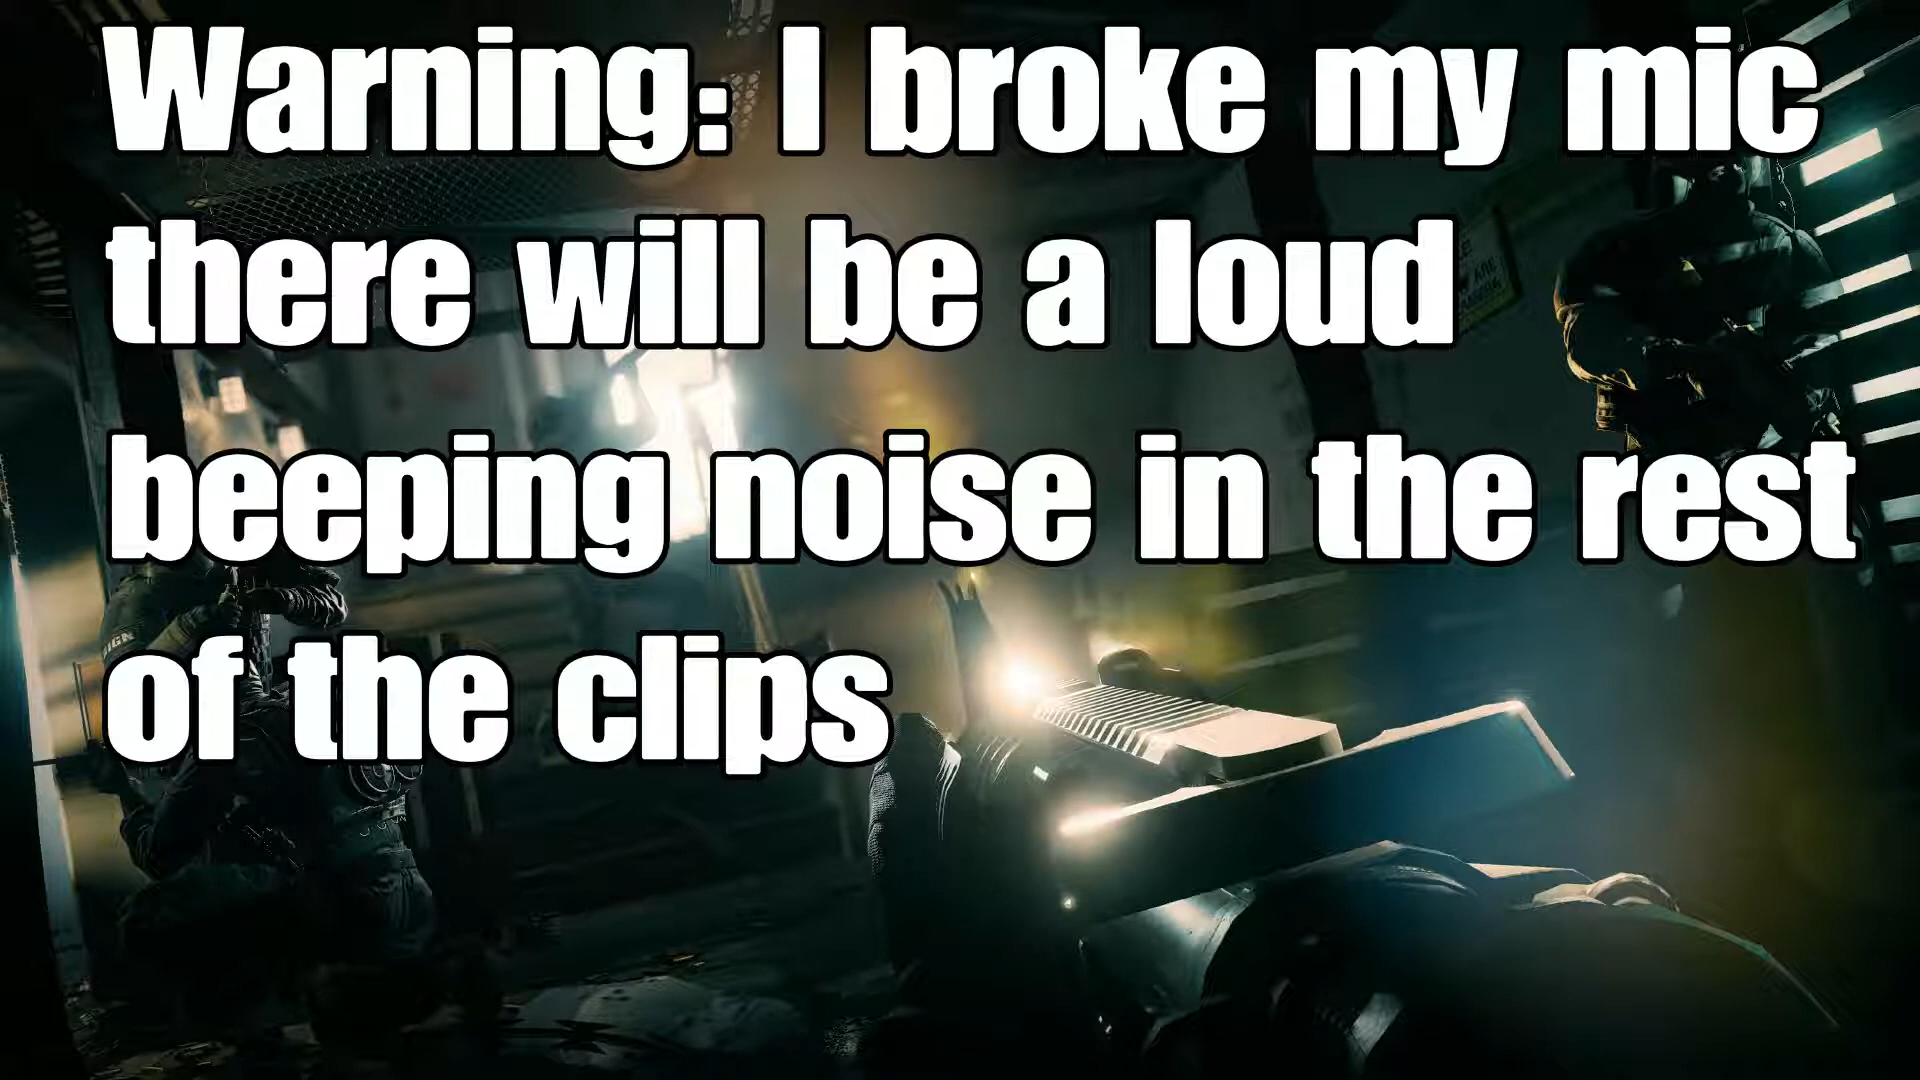 Warning: I broke my mic
there will be a loud
beeping noise in the rest
of the clips